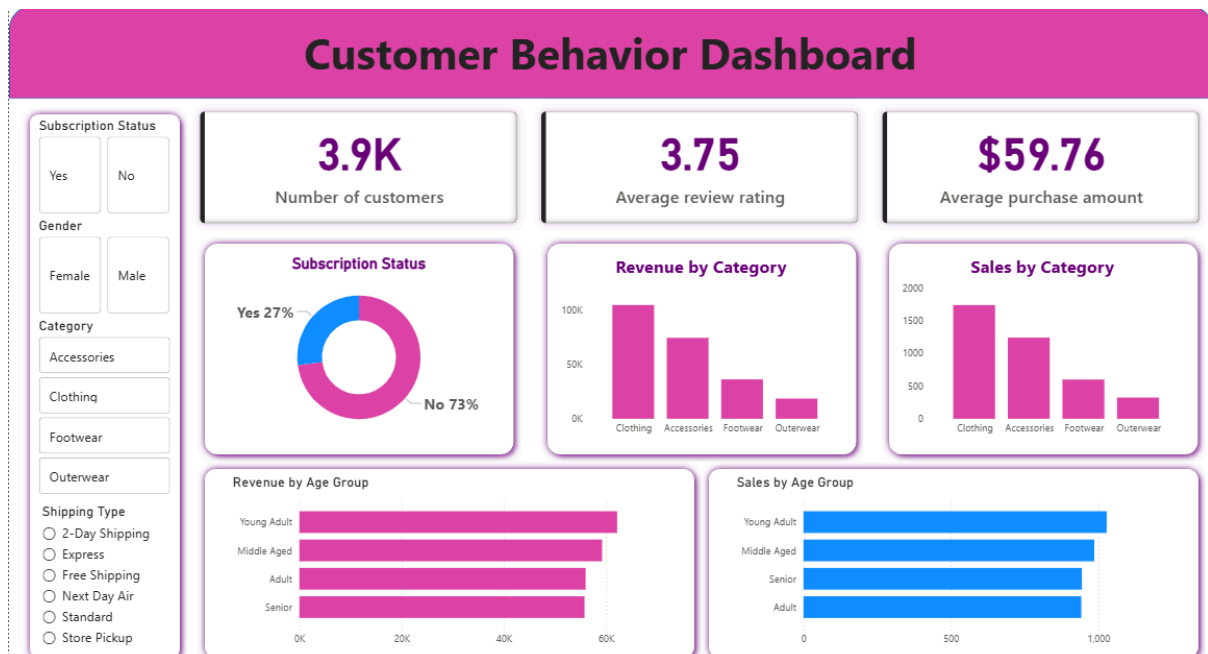 Customer Behavior Dashboard
Subscription Status
Yes
No
Gender
Female
Male
Category
Accessories
Clothing
Footwear
Outerwear
Shipping Type
2-Day Shipping
Express
Free Shipping
Next Day Air
Standard
Store Pickup
3.9K
Number of customers
3.75
Average review rating
$59.76
Average purchase amount
Subscription Status
Yes 27%
No 73%
Revenue by Category
100K
50K
0K
Clothing Accessories Footwear Outerwear
Sales by Category
2000
1500
1000
500
0
Clothing Accessories Footwear Outerwear
Revenue by Age Group
Young Adult
Middle Aged
Adult
Senior
0K 20K 40K 60K
Sales by Age Group
Young Adult
Middle Aged
Senior
Adult
0 500 1,000